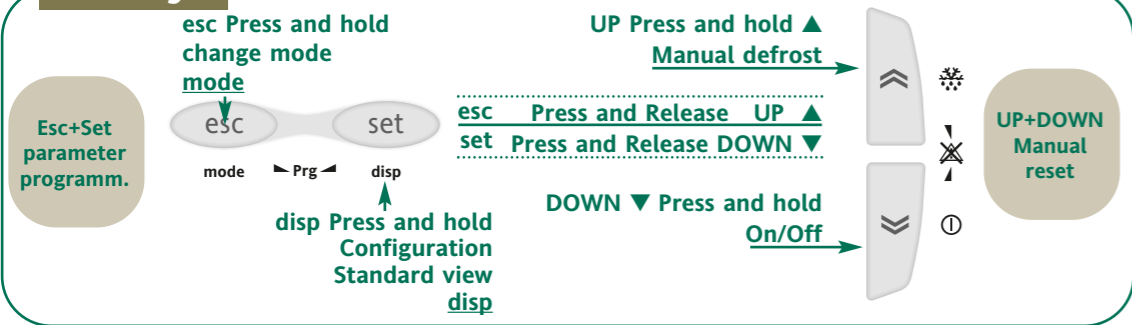 esc Press and hold
change mode
mode
UP Press and hold ▲
Manual defrost
Esc+Set
parameter
programm.
esc
set
mode
Prg
disp
esc Press and Release UP ▲
set Press and Release DOWN ▼
disp Press and hold
Configuration
Standard view
disp
DOWN ▼ Press and hold
On/Off
UP+DOWN
Manual
reset